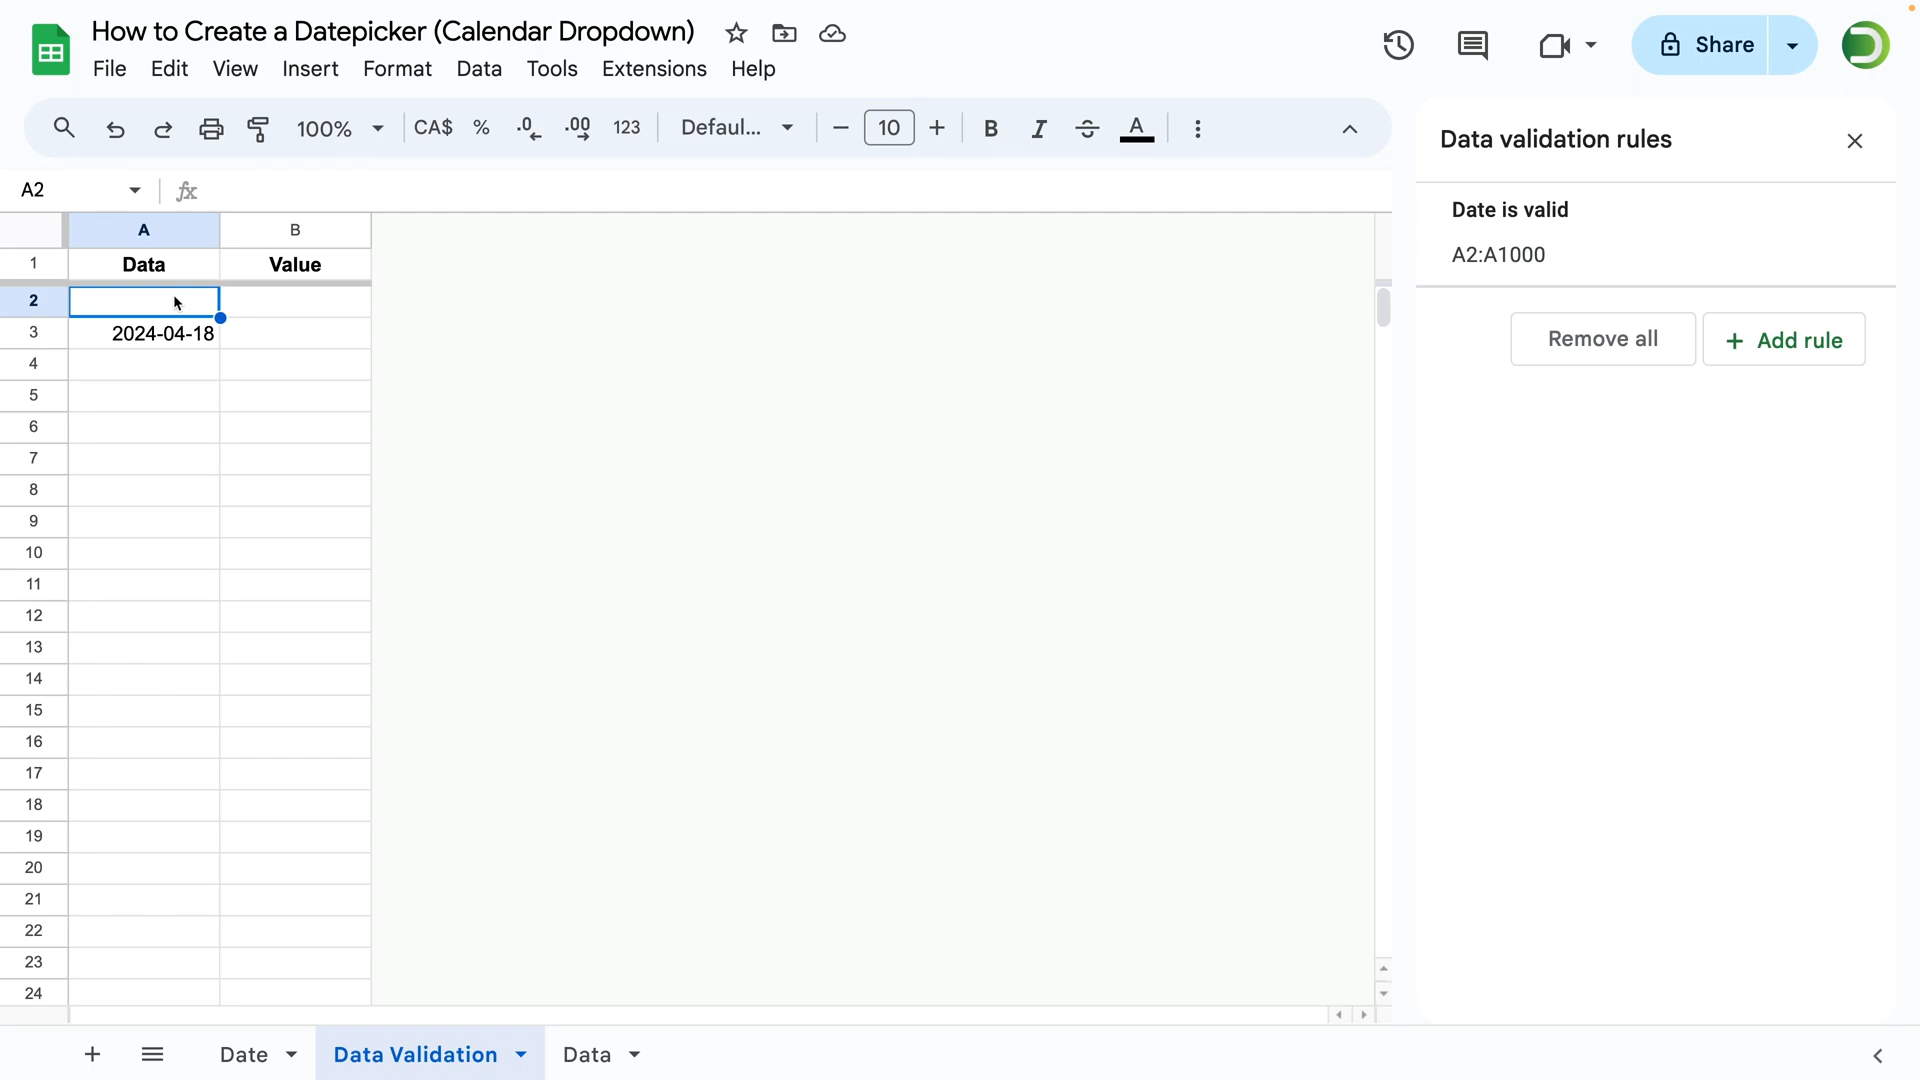 How to Create a Datepicker (Calendar Dropdown)
File Edit View Insert Format Data Tools Extensions Help
Share
100% CA$ % .0 .00 123 Defaul... 10 B I S A
Data validation rules
A2 fx
Date is valid
A2:A1000
Remove all + Add rule
A B
1 Data Value
2
3 2024-04-18
4
5
6
7
8
9
10
11
12
13
14
15
16
17
18
19
20
21
22
23
24
Date Data Validation Data